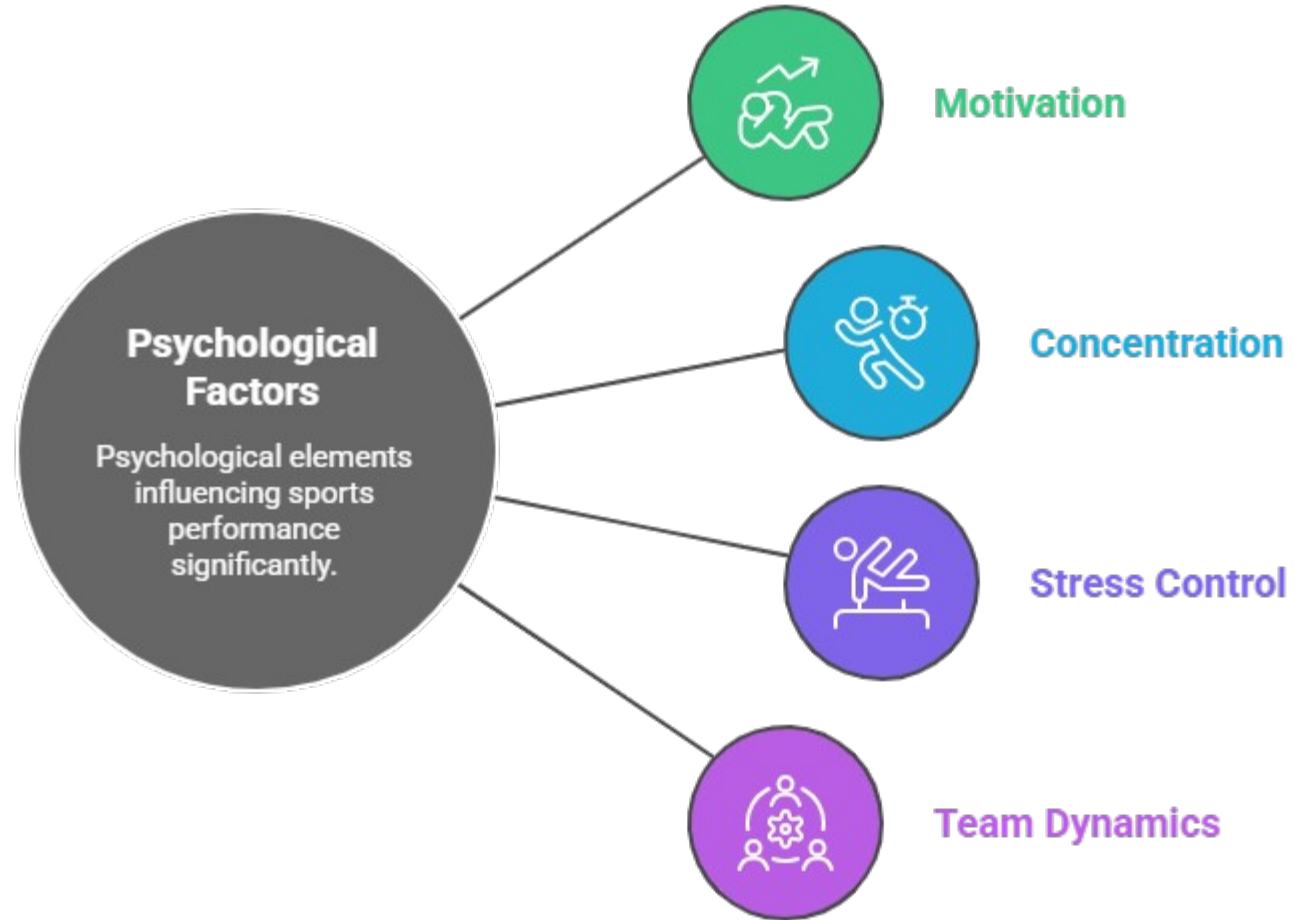 Psychological
Factors
Psychological elements
influencing sports
performance
significantly.
Motivation
Concentration
Stress Control
Team Dynamics